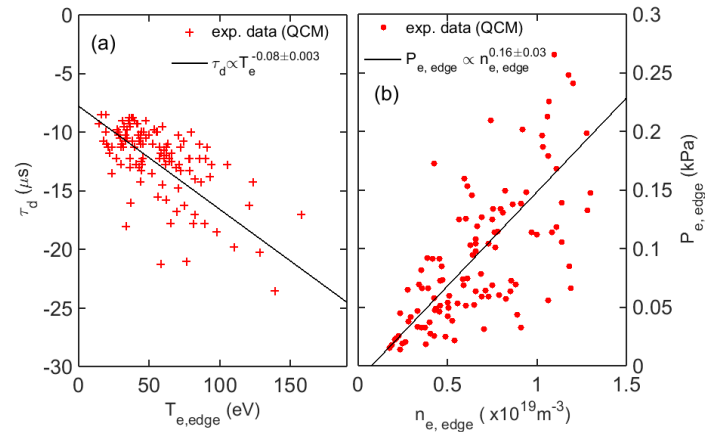 (a)
exp. data (QCM)
τd∝Te^-0.08±0.003
0
-5
-10
-15
-20
-25
-30
τd (μs)
0
50
100
150
Te,edge (eV)
exp. data (QCM)
Pe, edge ∝ ne, edge^0.16±0.03
(b)
0.3
0.25
0.2
0.15
0.1
0.05
0
Pe, edge (kPa)
0
0.5
1
1.5
ne, edge ( x10^19m^-3)